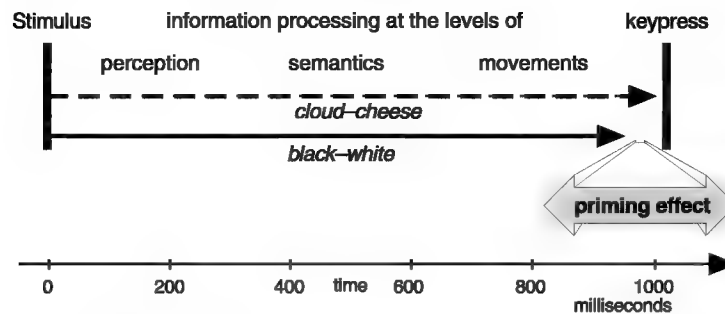 Stimulus information processing at the levels of keypress
perception semantics movements
cloud–cheese
black–white
priming effect
0 200 400 time 600 800 1000
milliseconds